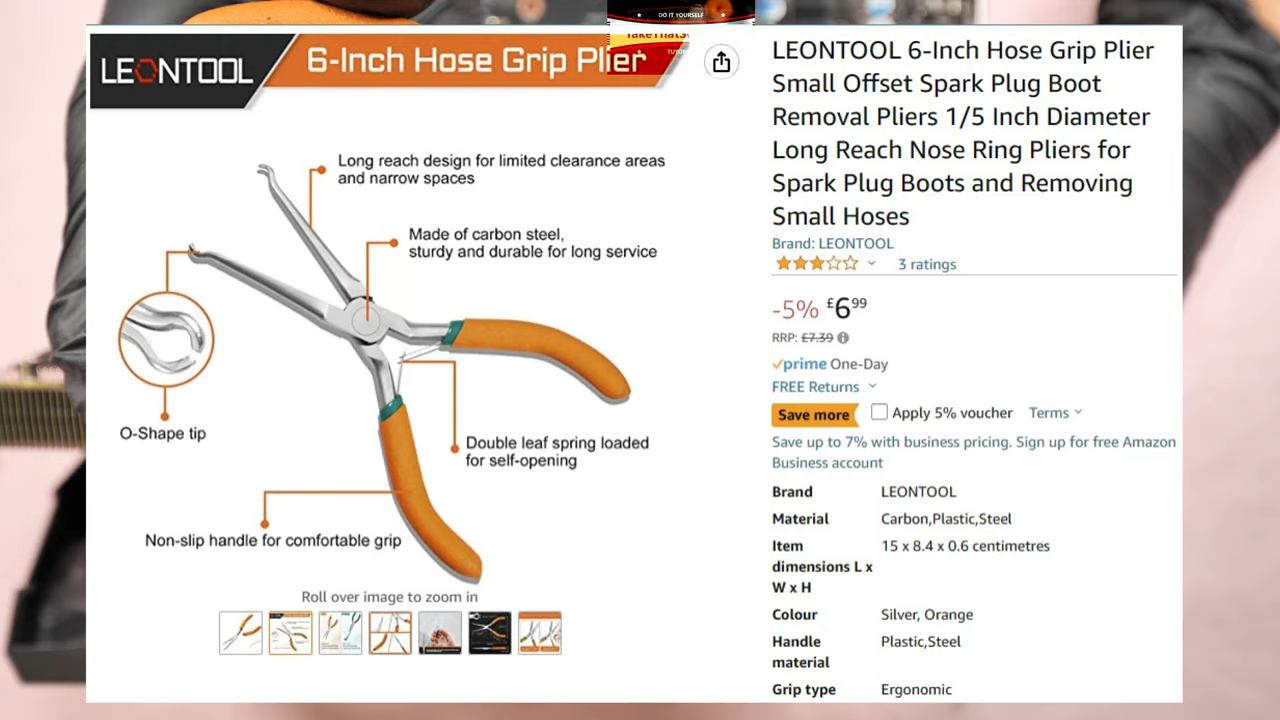 DO IT YOURSELF
LEONTOOL
6-Inch Hose Grip Plier
TakeThats
LEONTOOL 6-Inch Hose Grip Plier
Small Offset Spark Plug Boot
Removal Pliers 1/5 Inch Diameter
Long Reach Nose Ring Pliers for
Spark Plug Boots and Removing
Small Hoses
Brand: LEONTOOL
3 ratings
-5% £699
RRP: £7.39
prime One-Day
FREE Returns
Save more Apply 5% voucher Terms
Save up to 7% with business pricing. Sign up for free Amazon
Business account
Brand LEONTOOL
Material Carbon,Plastic,Steel
Item 15 x 8.4 x 0.6 centimetres
dimensions L x
W x H
Colour Silver, Orange
Handle Plastic,Steel
material
Grip type Ergonomic
Long reach design for limited clearance areas
and narrow spaces
Made of carbon steel,
sturdy and durable for long service
O-Shape tip
Double leaf spring loaded
for self-opening
Non-slip handle for comfortable grip
Roll over image to zoom in